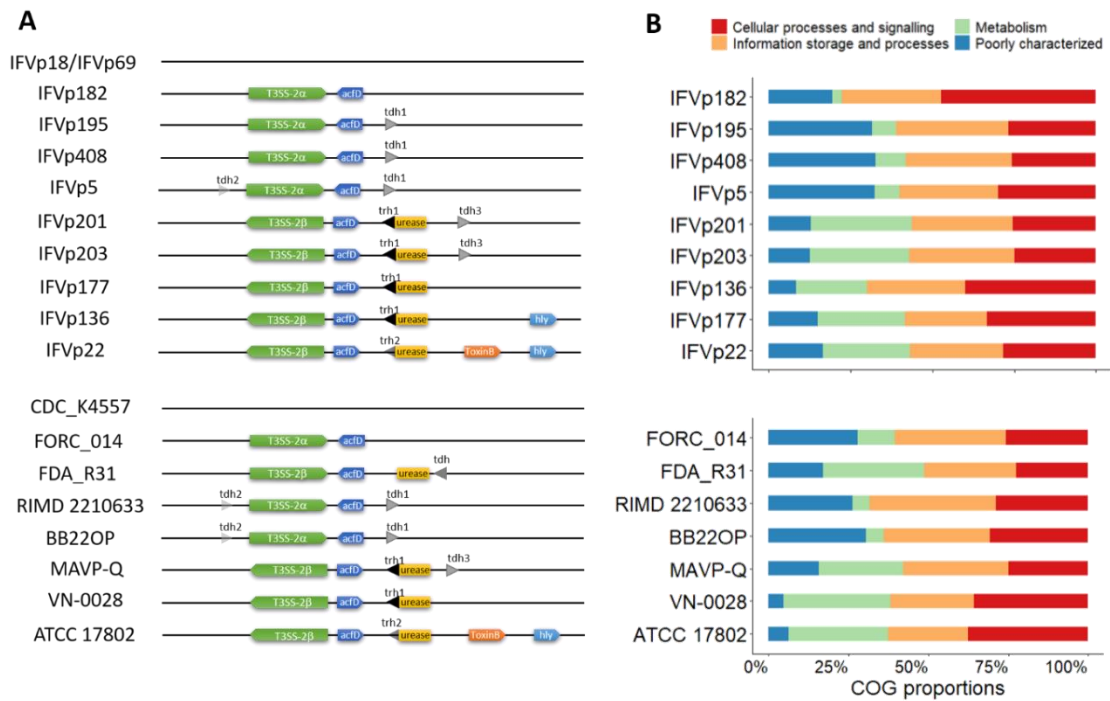 A
IFVp18/IFVp69
IFVp182 T3SS-2α acfD
tdh1
IFVp195 T3SS-2α acfD
tdh1
IFVp408 T3SS-2α acfD
tdh2 tdh1
IFVp5 T3SS-2α acfD
trh1 tdh3
IFVp201 T3SS-2β acfD urease
trh1 tdh3
IFVp203 T3SS-2β acfD urease
trh1
IFVp177 T3SS-2β acfD urease
trh1
IFVp136 T3SS-2β acfD urease hly
trh2
IFVp22 T3SS-2β acfD urease ToxinB hly
CDC_K4557
FORC_014 T3SS-2α acfD
tdh
FDA_R31 T3SS-2β acfD urease
tdh2 tdh1
RIMD 2210633 T3SS-2α acfD
tdh2 tdh1
BB22OP T3SS-2α acfD
trh1 tdh3
MAVP-Q T3SS-2β acfD urease
trh1
VN-0028 T3SS-2β acfD urease
trh2
ATCC 17802 T3SS-2β acfD urease ToxinB hly
B
Cellular processes and signalling Metabolism
Information storage and processes Poorly characterized
IFVp182
IFVp195
IFVp408
IFVp5
IFVp201
IFVp203
IFVp136
IFVp177
IFVp22
FORC_014
FDA_R31
RIMD 2210633
BB22OP
MAVP-Q
VN-0028
ATCC 17802
0% 25% 50% 75% 100%
COG proportions